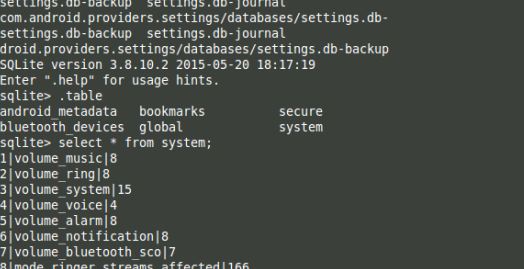 settings.db-backup  settings.db-journal
com.android.providers.settings/databases/settings.db-
settings.db-backup  settings.db-journal
droid.providers.settings/databases/settings.db-backup
SQLite version 3.8.10.2 2015-05-20 18:17:19
Enter ".help" for usage hints.
sqlite> .table
android_metadata   bookmarks          secure
bluetooth_devices  global             system
sqlite> select * from system;
1|volume_music|8
2|volume_ring|8
3|volume_system|15
4|volume_voice|4
5|volume_alarm|8
6|volume_notification|8
7|volume_bluetooth_sco|7
8|mode_ringer_streams_affected|166